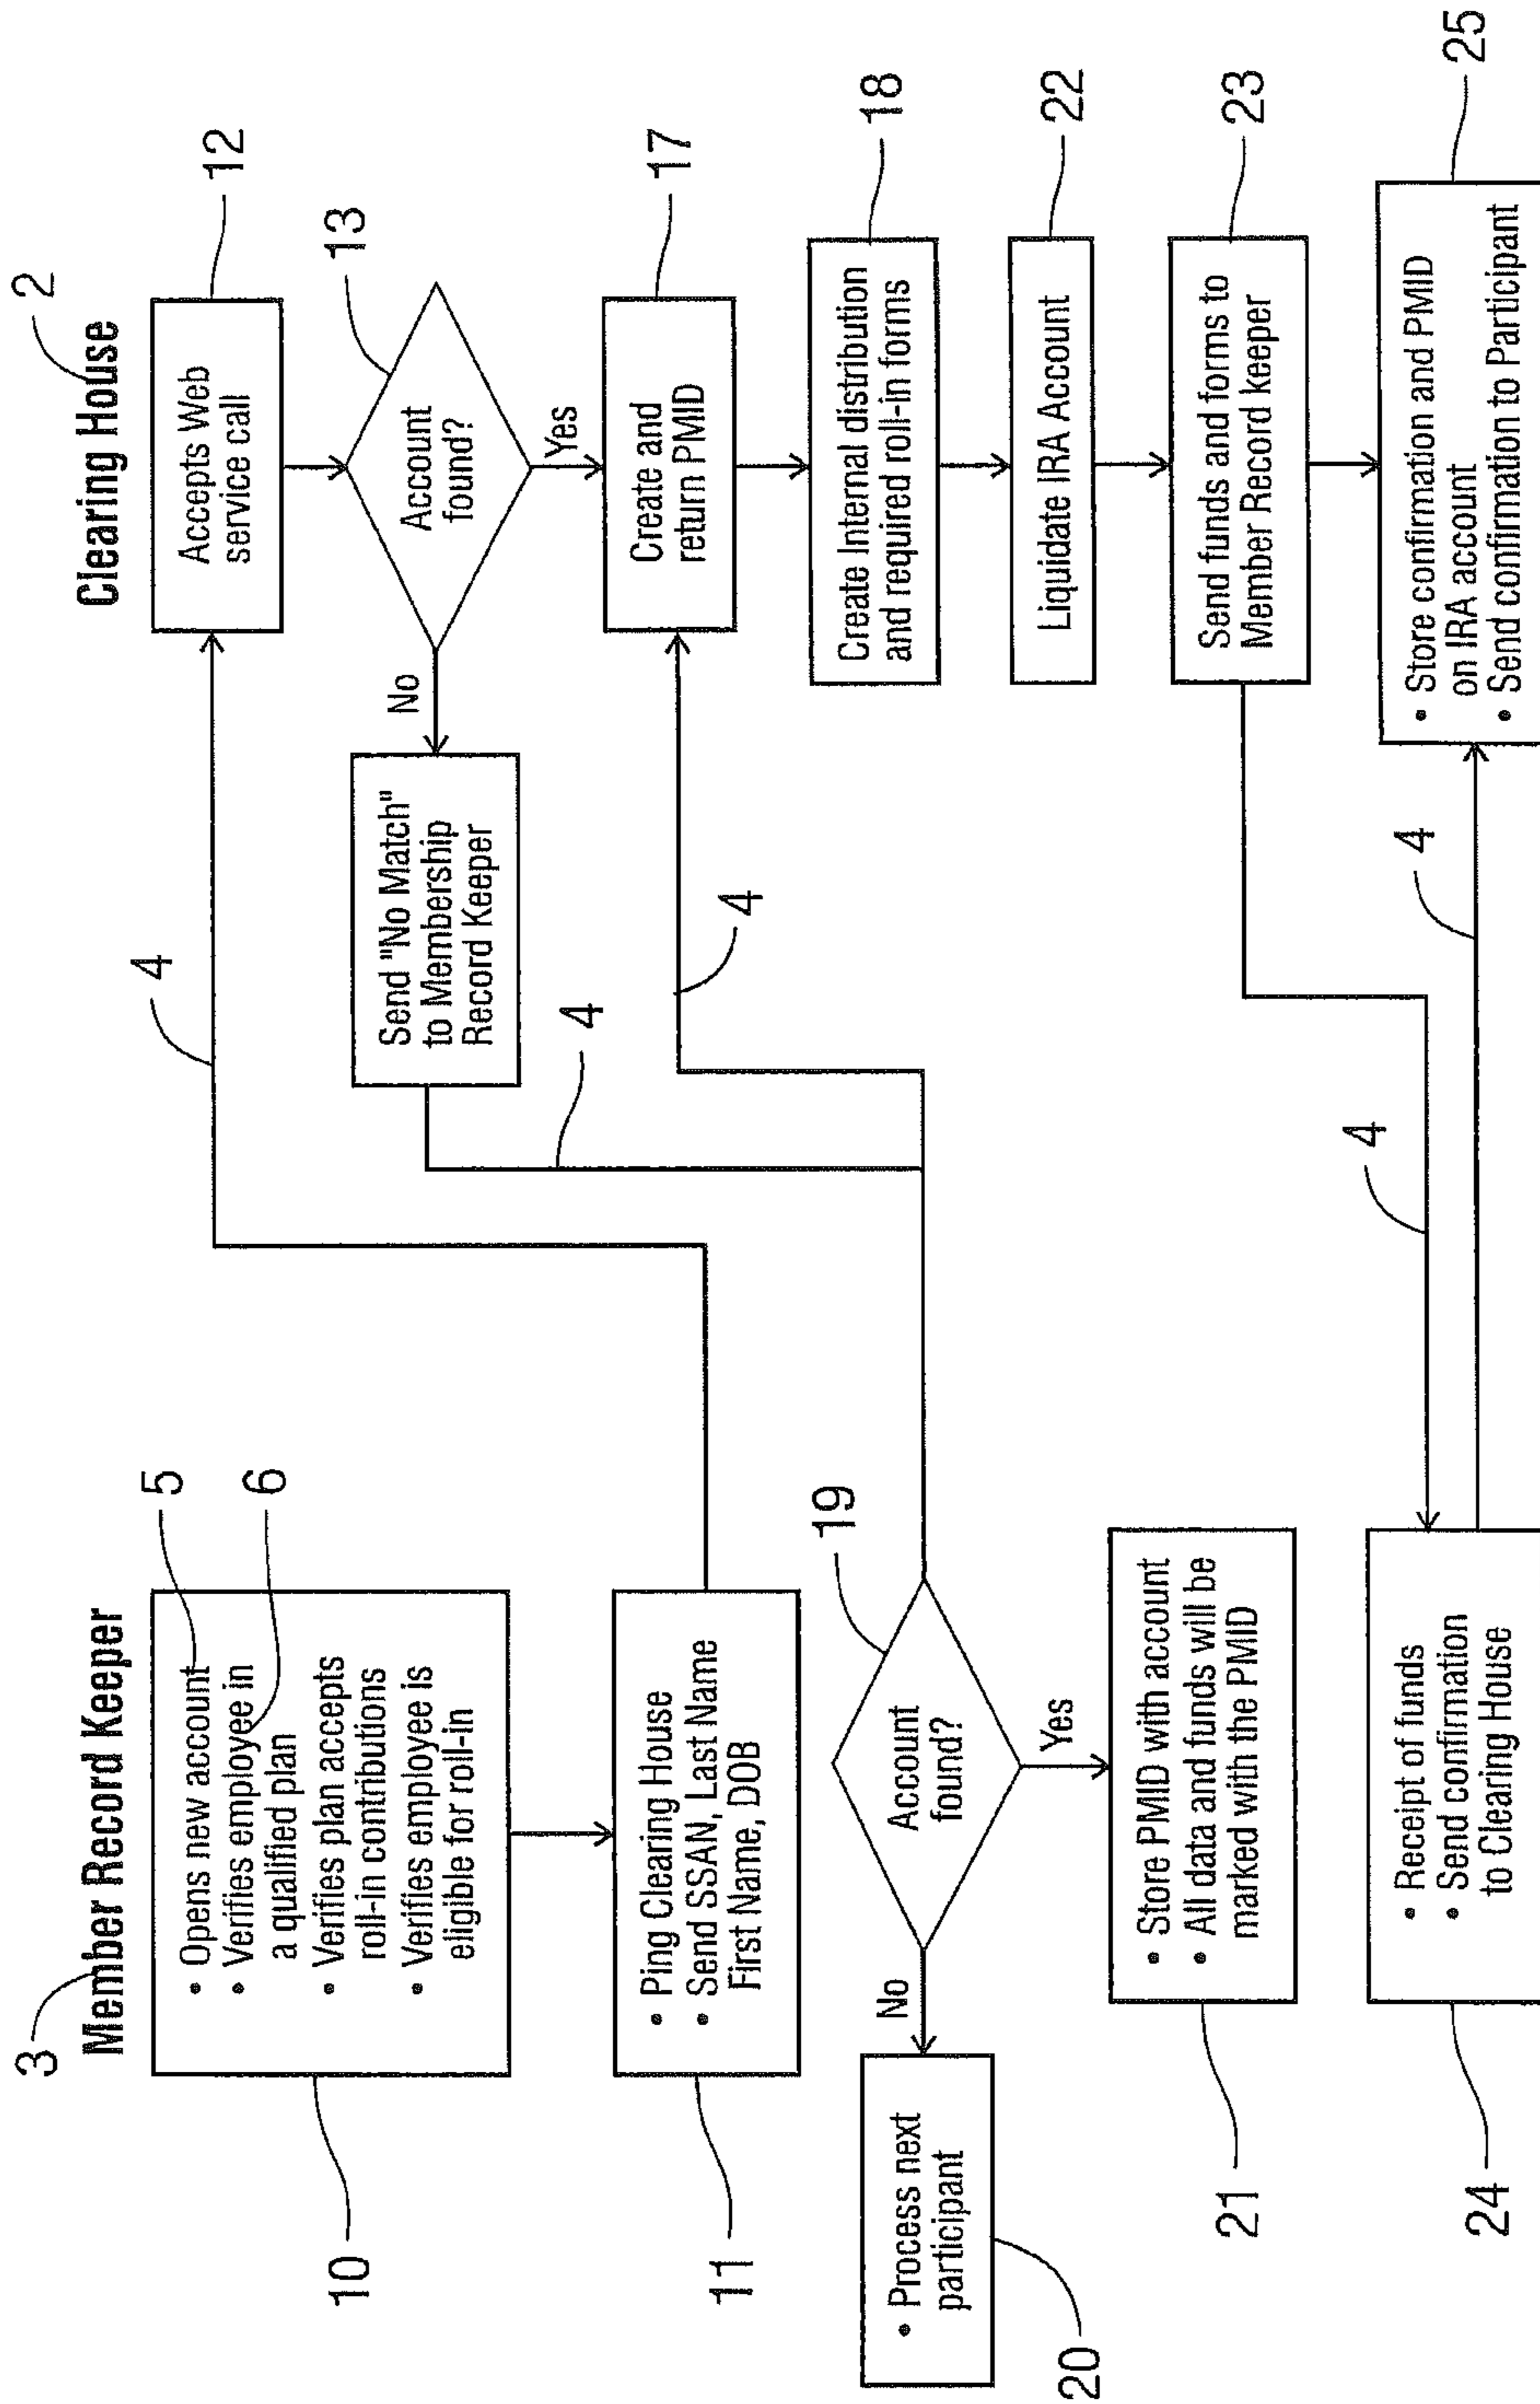 3
Member Record Keeper
• Opens new account
• Verifies employee in
a qualified plan
• Verifies plan accepts
roll-in contributions
• Verifies employee is
eligible for roll-in
5
6
10
• Ping Clearing House
• Send SSAN, Last Name
First Name, DOB
11
Account
found?
19
No
Yes
• Process next
participant
20
• Store PMID with account
• All data and funds will be
marked with the PMID
21
• Receipt of funds
• Send confirmation
to Clearing House
24
4
4
4
4
4
2
Clearing House
Accepts Web
service call
12
Account
found?
13
No
Yes
Send "No Match"
to Membership
Record Keeper
Create and
return PMID
17
Create Internal distribution
and required roll-in forms
18
Liquidate IRA Account
22
Send funds and forms to
Member Record keeper
23
• Store confirmation and PMID
on IRA account
• Send confirmation to Participant
25